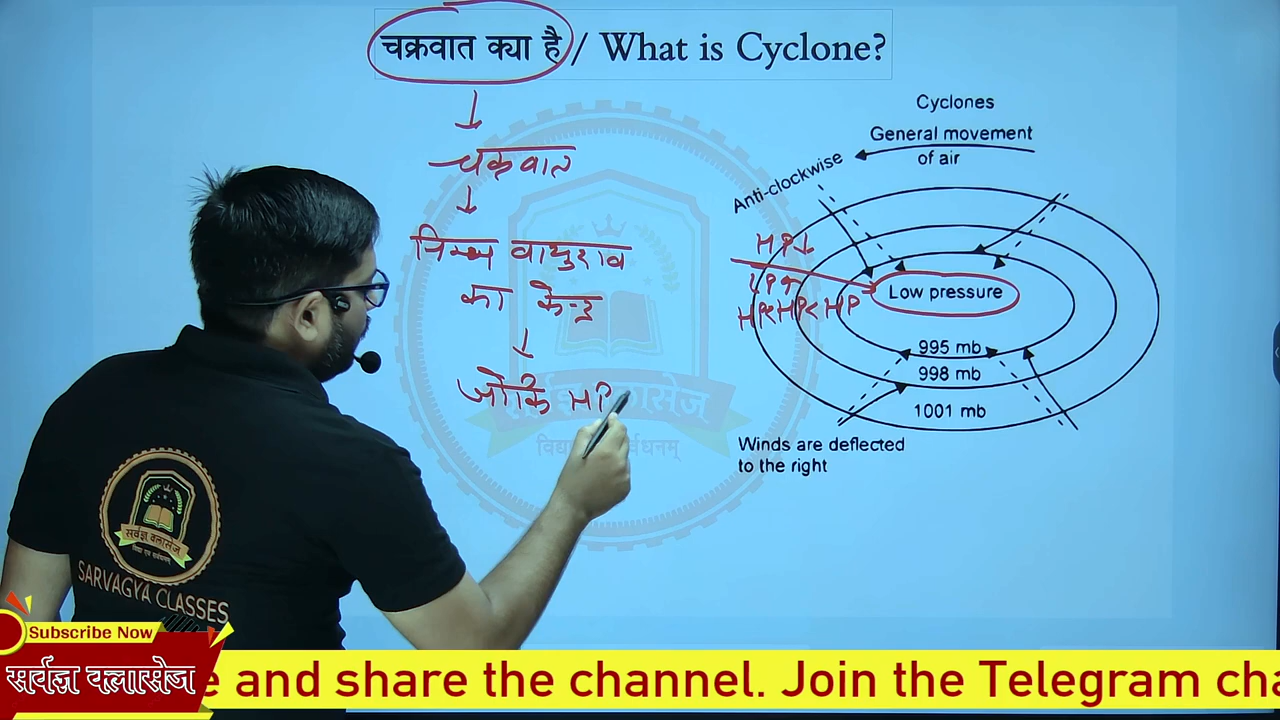 चक्रवात क्या है / What is Cyclone?
चक्रवात
निम्न वायुदाब
का केन्द्र
जोकि HP
Cyclones
General movement
of air
Anti-clockwise
HP↓
LP
HP<HP<HP
Low pressure
995 mb
998 mb
1001 mb
Winds are deflected
to the right
सर्वज्ञ क्लासेज
SARVAGYA CLASSES
Subscribe Now
सर्वज्ञ क्लासेज
e and share the channel. Join the Telegram cha